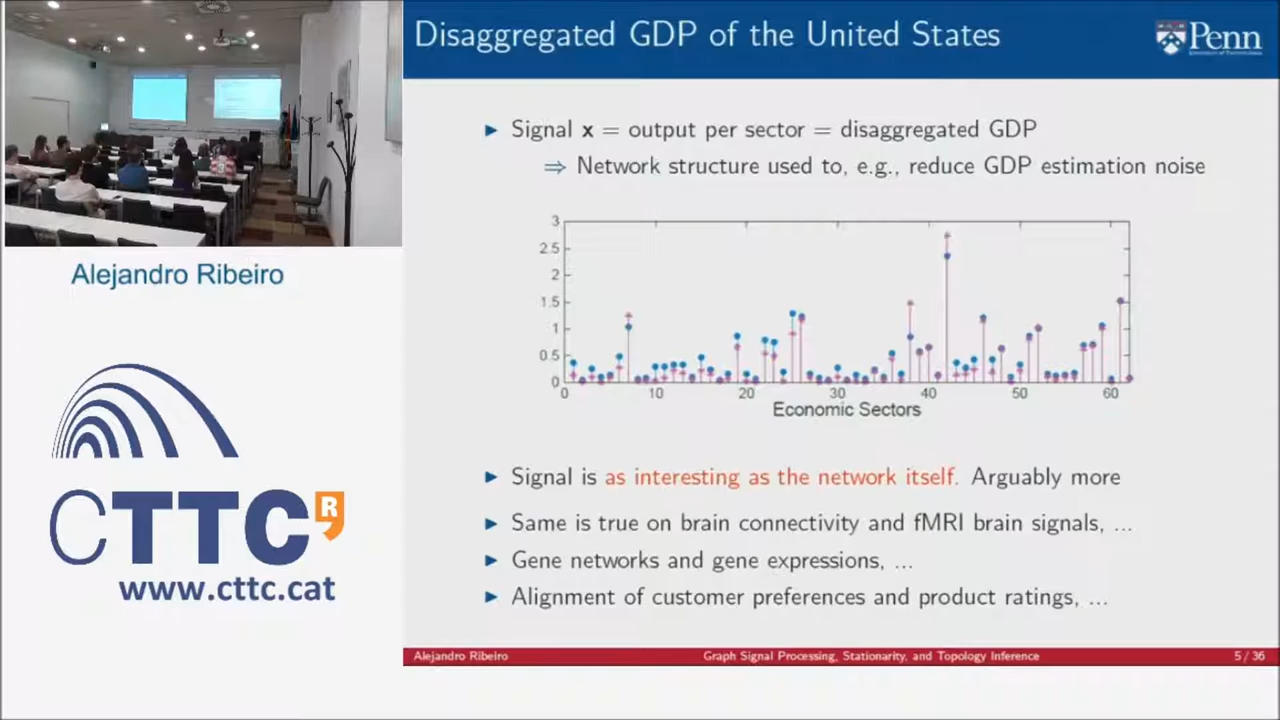 Disaggregated GDP of the United States
Penn
► Signal x = output per sector = disaggregated GDP
⇒ Network structure used to, e.g., reduce GDP estimation noise
3
2.5
2
1.5
1
0.5
0
0 10 20 30 40 50 60
Economic Sectors
► Signal is as interesting as the network itself. Arguably more
► Same is true on brain connectivity and fMRI brain signals, ...
► Gene networks and gene expressions, ...
► Alignment of customer preferences and product ratings, ...
Alejandro Ribeiro Graph Signal Processing, Stationarity, and Topology Inference 5 / 36
Alejandro Ribeiro
CTTC R
www.cttc.cat